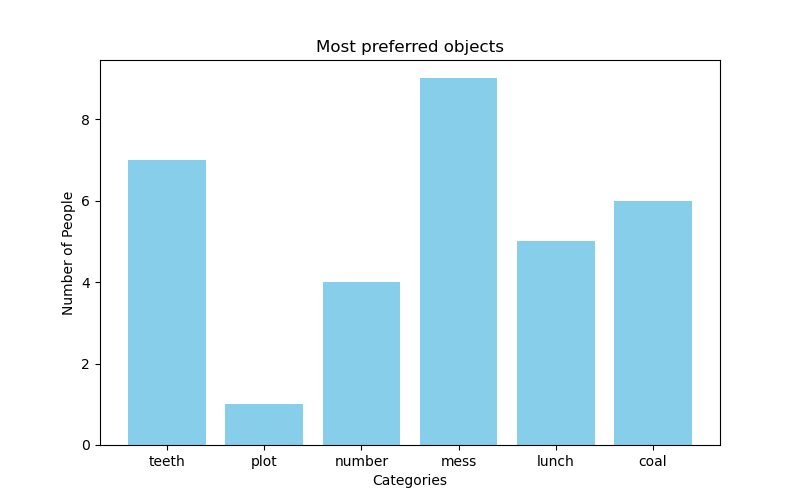 Most preferred objects
Number of People
8
6
4
2
0
teeth plot number mess lunch coal
Categories